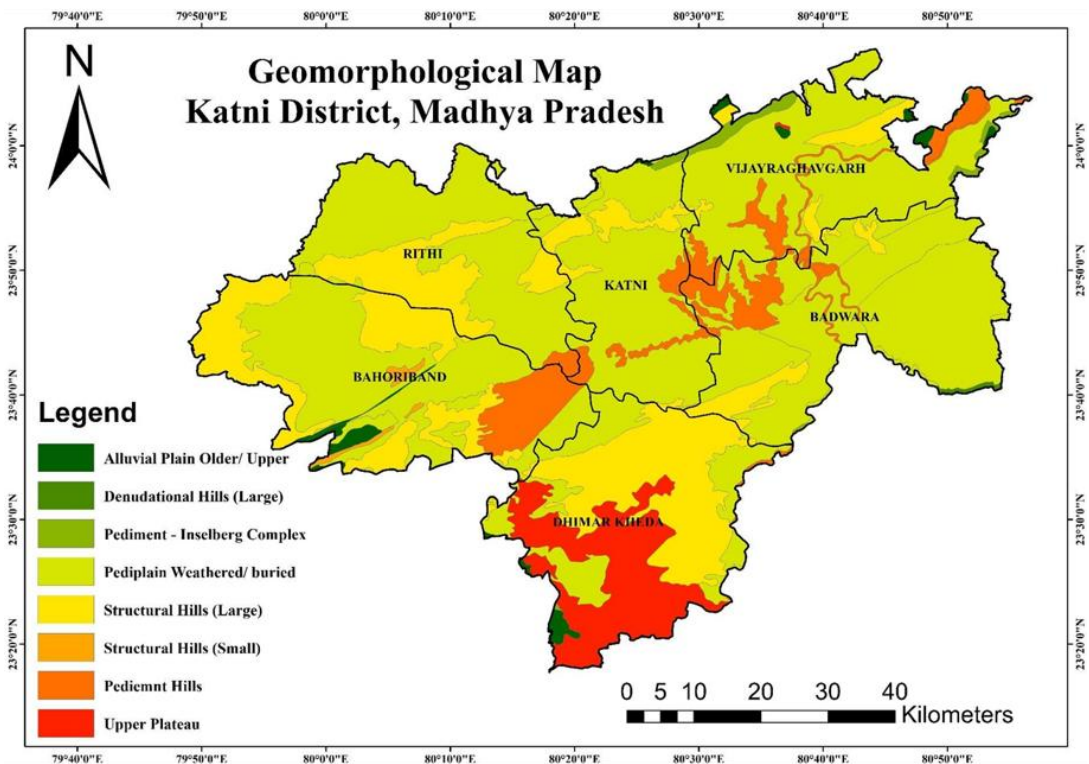 79°40'0"E 79°50'0"E 80°0'0"E 80°10'0"E 80°20'0"E 80°30'0"E 80°40'0"E 80°50'0"E
N
Geomorphological Map
Katni District, Madhya Pradesh
24°0'0"N 24°0'0"N
VIJAYRAGHAVGARH
RITHI
23°50'0"N 23°50'0"N
KATNI
BADWARA
BAHORIBAND
23°40'0"N 23°40'0"N
Legend
Alluvial Plain Older/ Upper
Denudational Hills (Large)
Pediment - Inselberg Complex
Pediplain Weathered/ buried
Structural Hills (Large)
Structural Hills (Small)
Pediemnt Hills
Upper Plateau
DHIMAR KHEDA
23°30'0"N 23°30'0"N
23°20'0"N 23°20'0"N
0 5 10 20 30 40
Kilometers
79°40'0"E 79°50'0"E 80°0'0"E 80°10'0"E 80°20'0"E 80°30'0"E 80°40'0"E 80°50'0"E